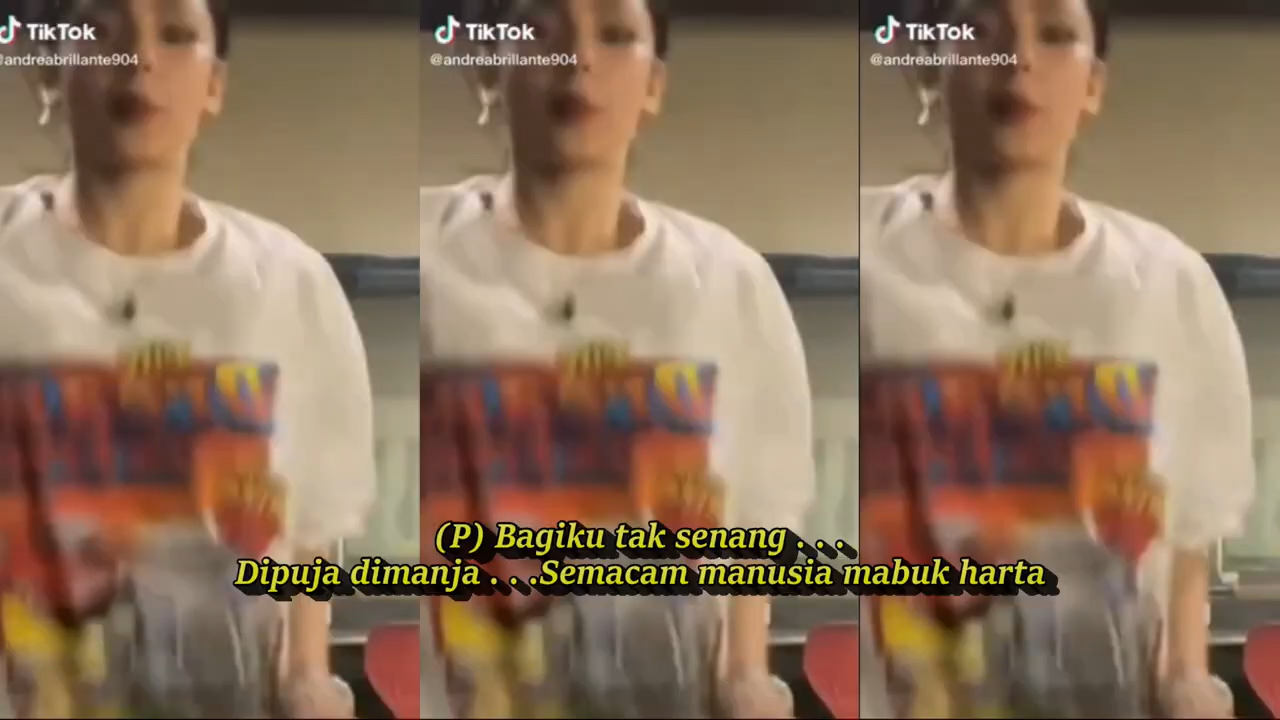 TikTok
@andreabrillante904
TikTok
@andreabrillante904
TikTok
@andreabrillante904
(P) Bagiku tak senang . . .
Dipuja dimanja . . .Semacam manusia mabuk harta